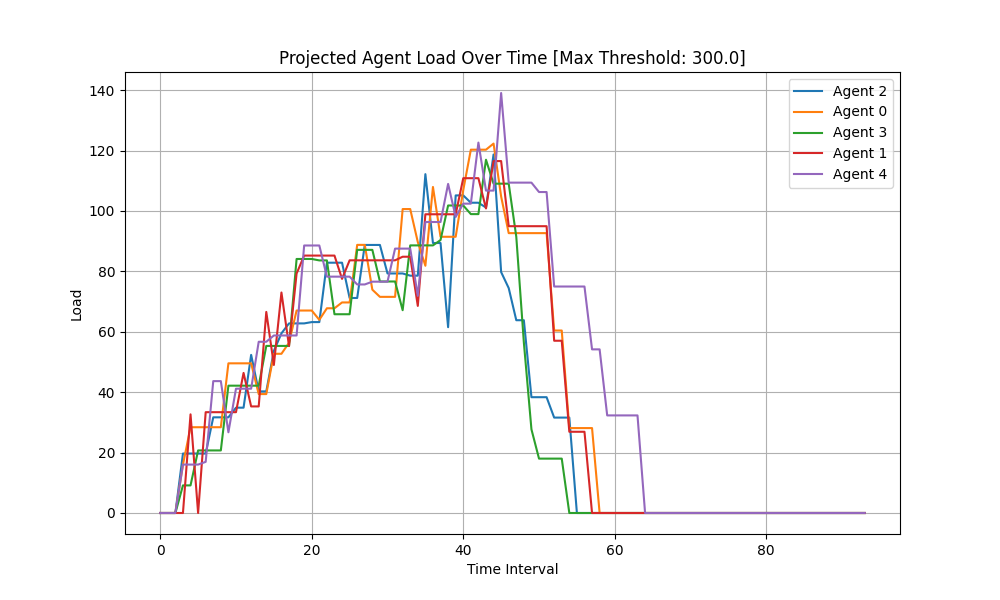 Projected Agent Load Over Time [Max Threshold: 300.0]
Load
140
120
100
80
60
40
20
0
Agent 2
Agent 0
Agent 3
Agent 1
Agent 4
0 20 40 60 80
Time Interval